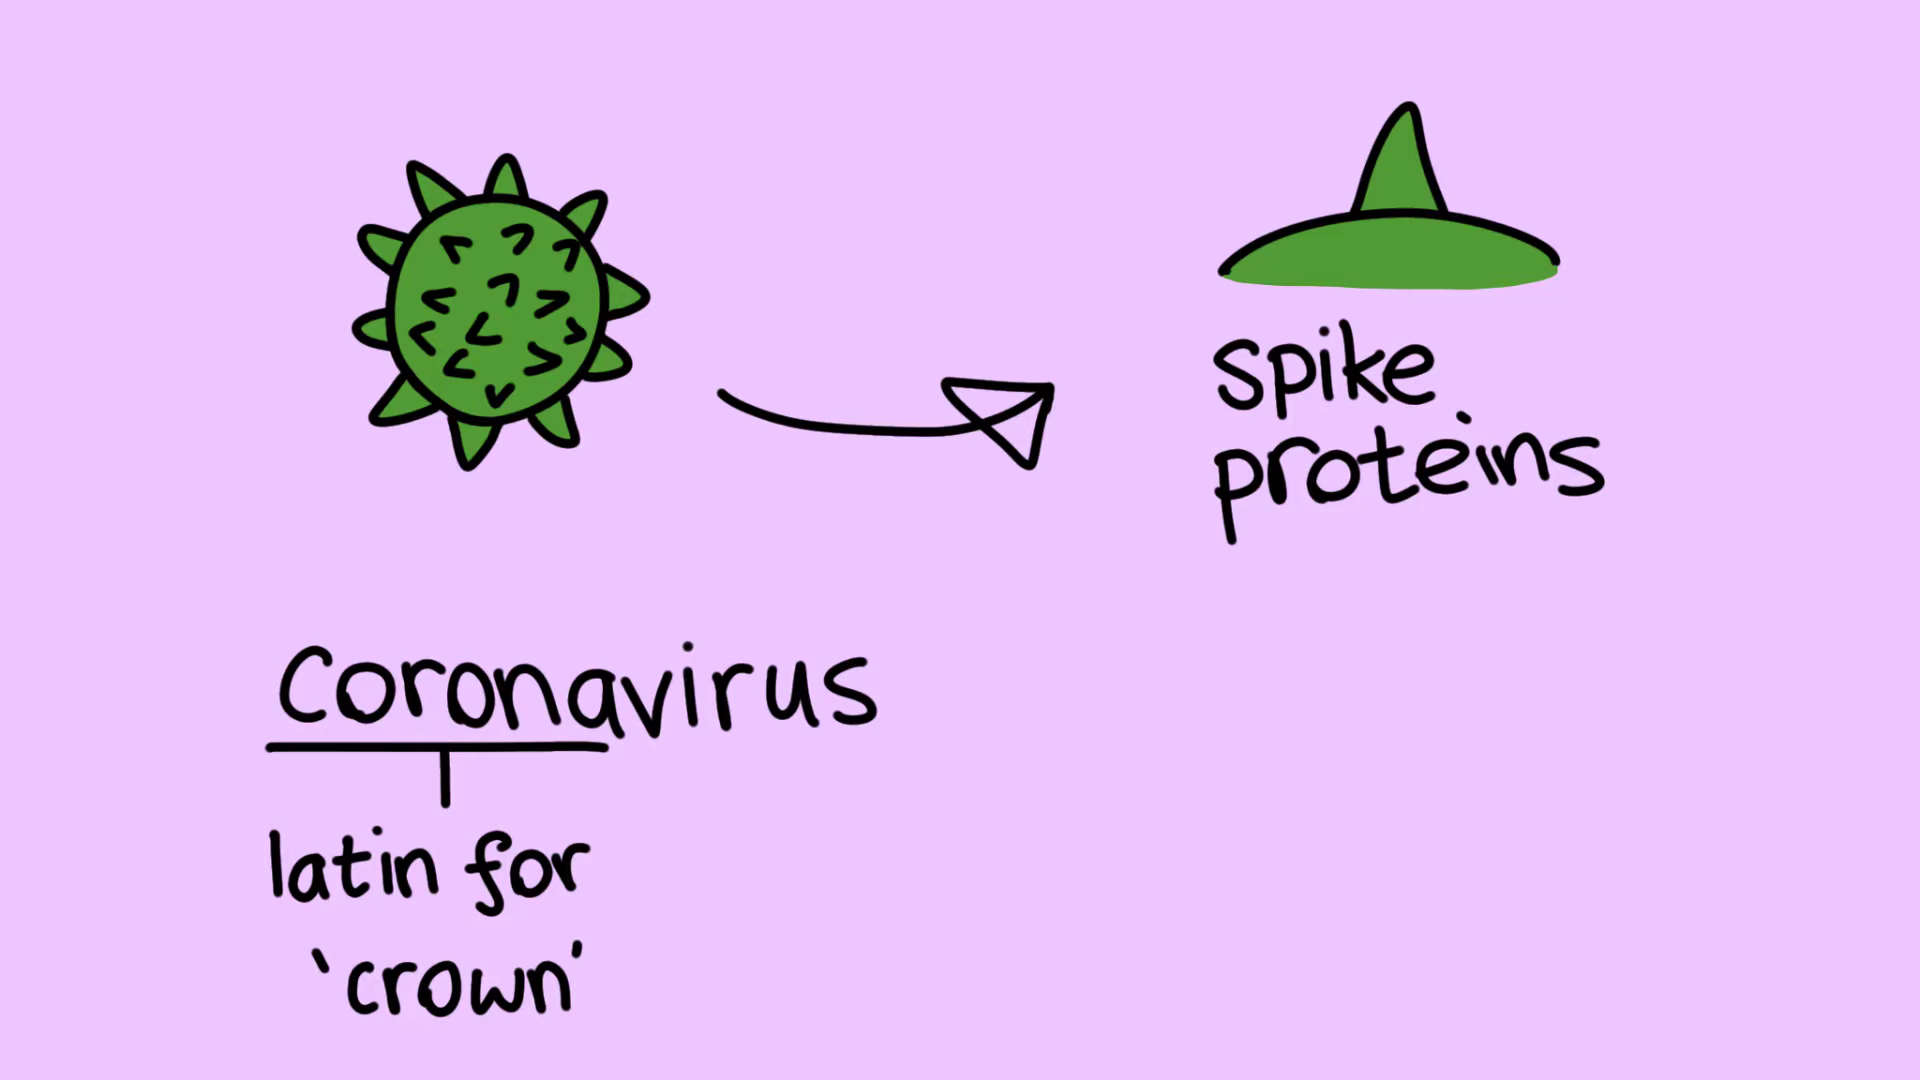 spike
proteins
Coronavirus
latin for
'crown'